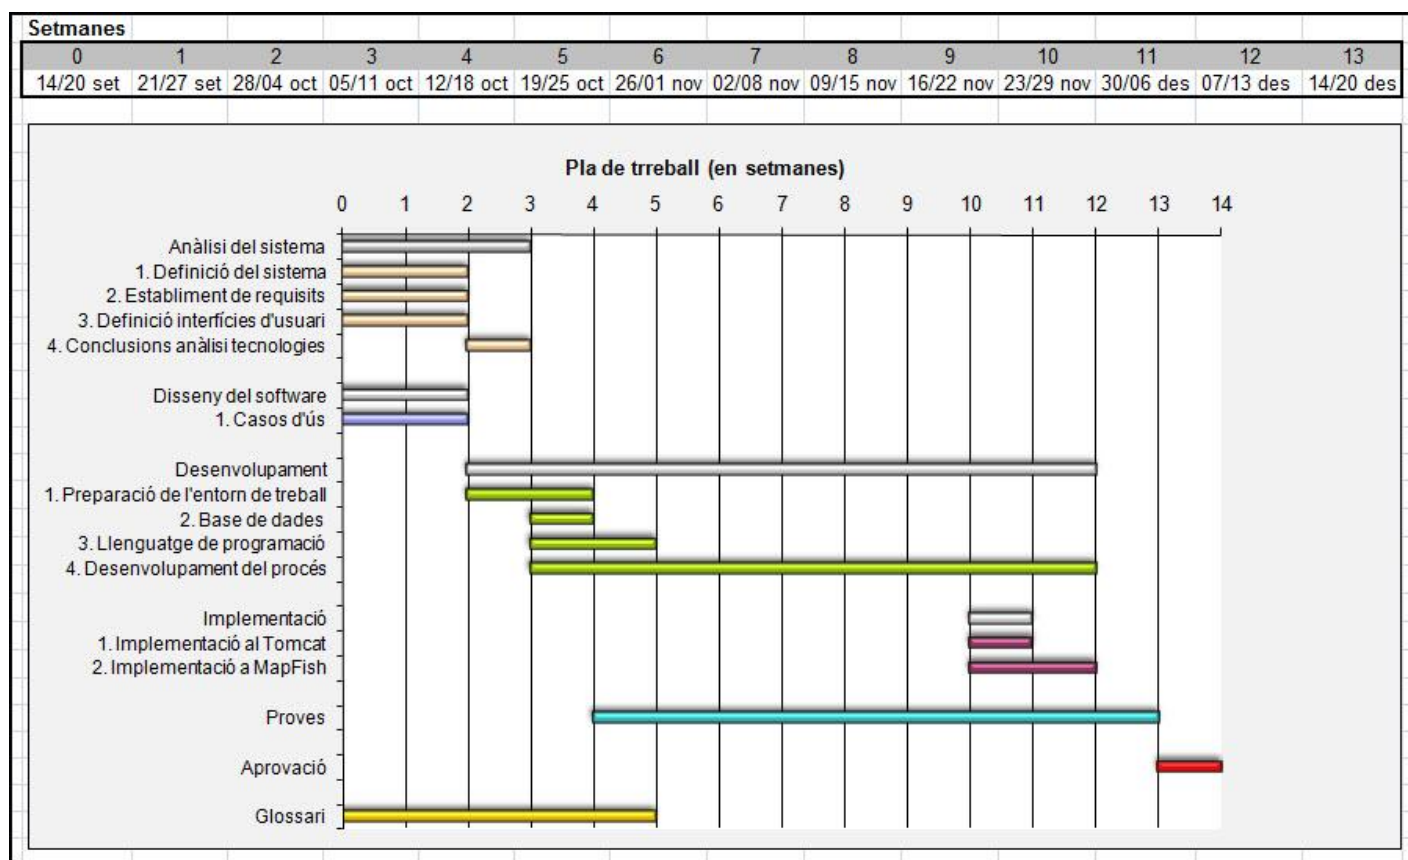 Setmanes
0 1 2 3 4 5 6 7 8 9 10 11 12 13
14/20 set 21/27 set 28/04 oct 05/11 oct 12/18 oct 19/25 oct 26/01 nov 02/08 nov 09/15 nov 16/22 nov 23/29 nov 30/06 des 07/13 des 14/20 des
Pla de trreball (en setmanes)
0 1 2 3 4 5 6 7 8 9 10 11 12 13 14
Anàlisi del sistema
1. Definició del sistema
2. Establiment de requisits
3. Definició interfícies d'usuari
4. Conclusions anàlisi tecnologies
Disseny del software
1. Casos d'ús
Desenvolupament
1. Preparació de l'entorn de treball
2. Base de dades
3. Llenguatge de programació
4. Desenvolupament del procés
Implementació
1. Implementació al Tomcat
2. Implementació a MapFish
Proves
Aprovació
Glossari